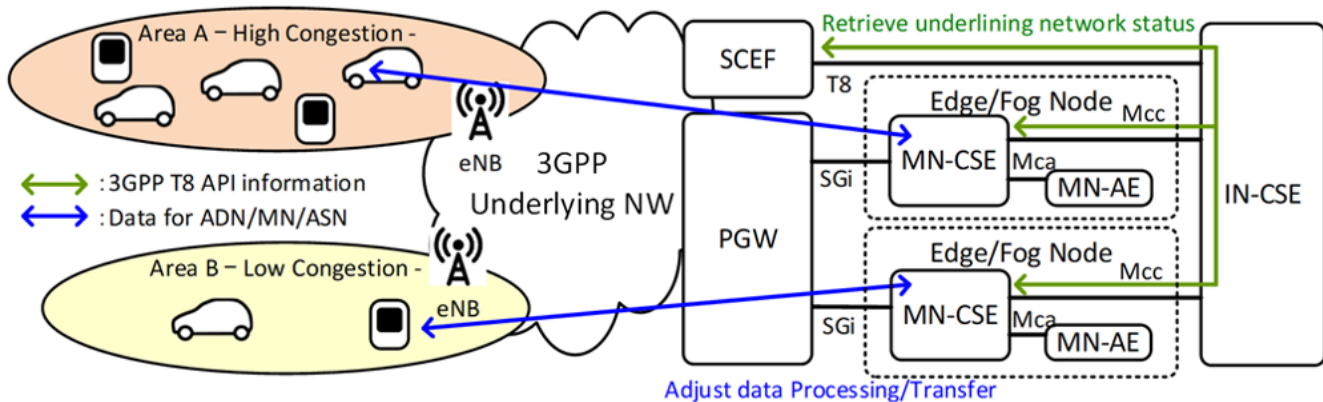 Area A – High Congestion -
Retrieve underlining network status
SCEF
T8
Edge/Fog Node
Mcc
eNB
MN-CSE
3GPP
Underlying NW
SGi
Mca
MN-AE
IN-CSE
: 3GPP T8 API information
: Data for ADN/MN/ASN
PGW
Area B – Low Congestion -
Edge/Fog Node
Mcc
eNB
MN-CSE
SGi
Mca
MN-AE
Adjust data Processing/Transfer